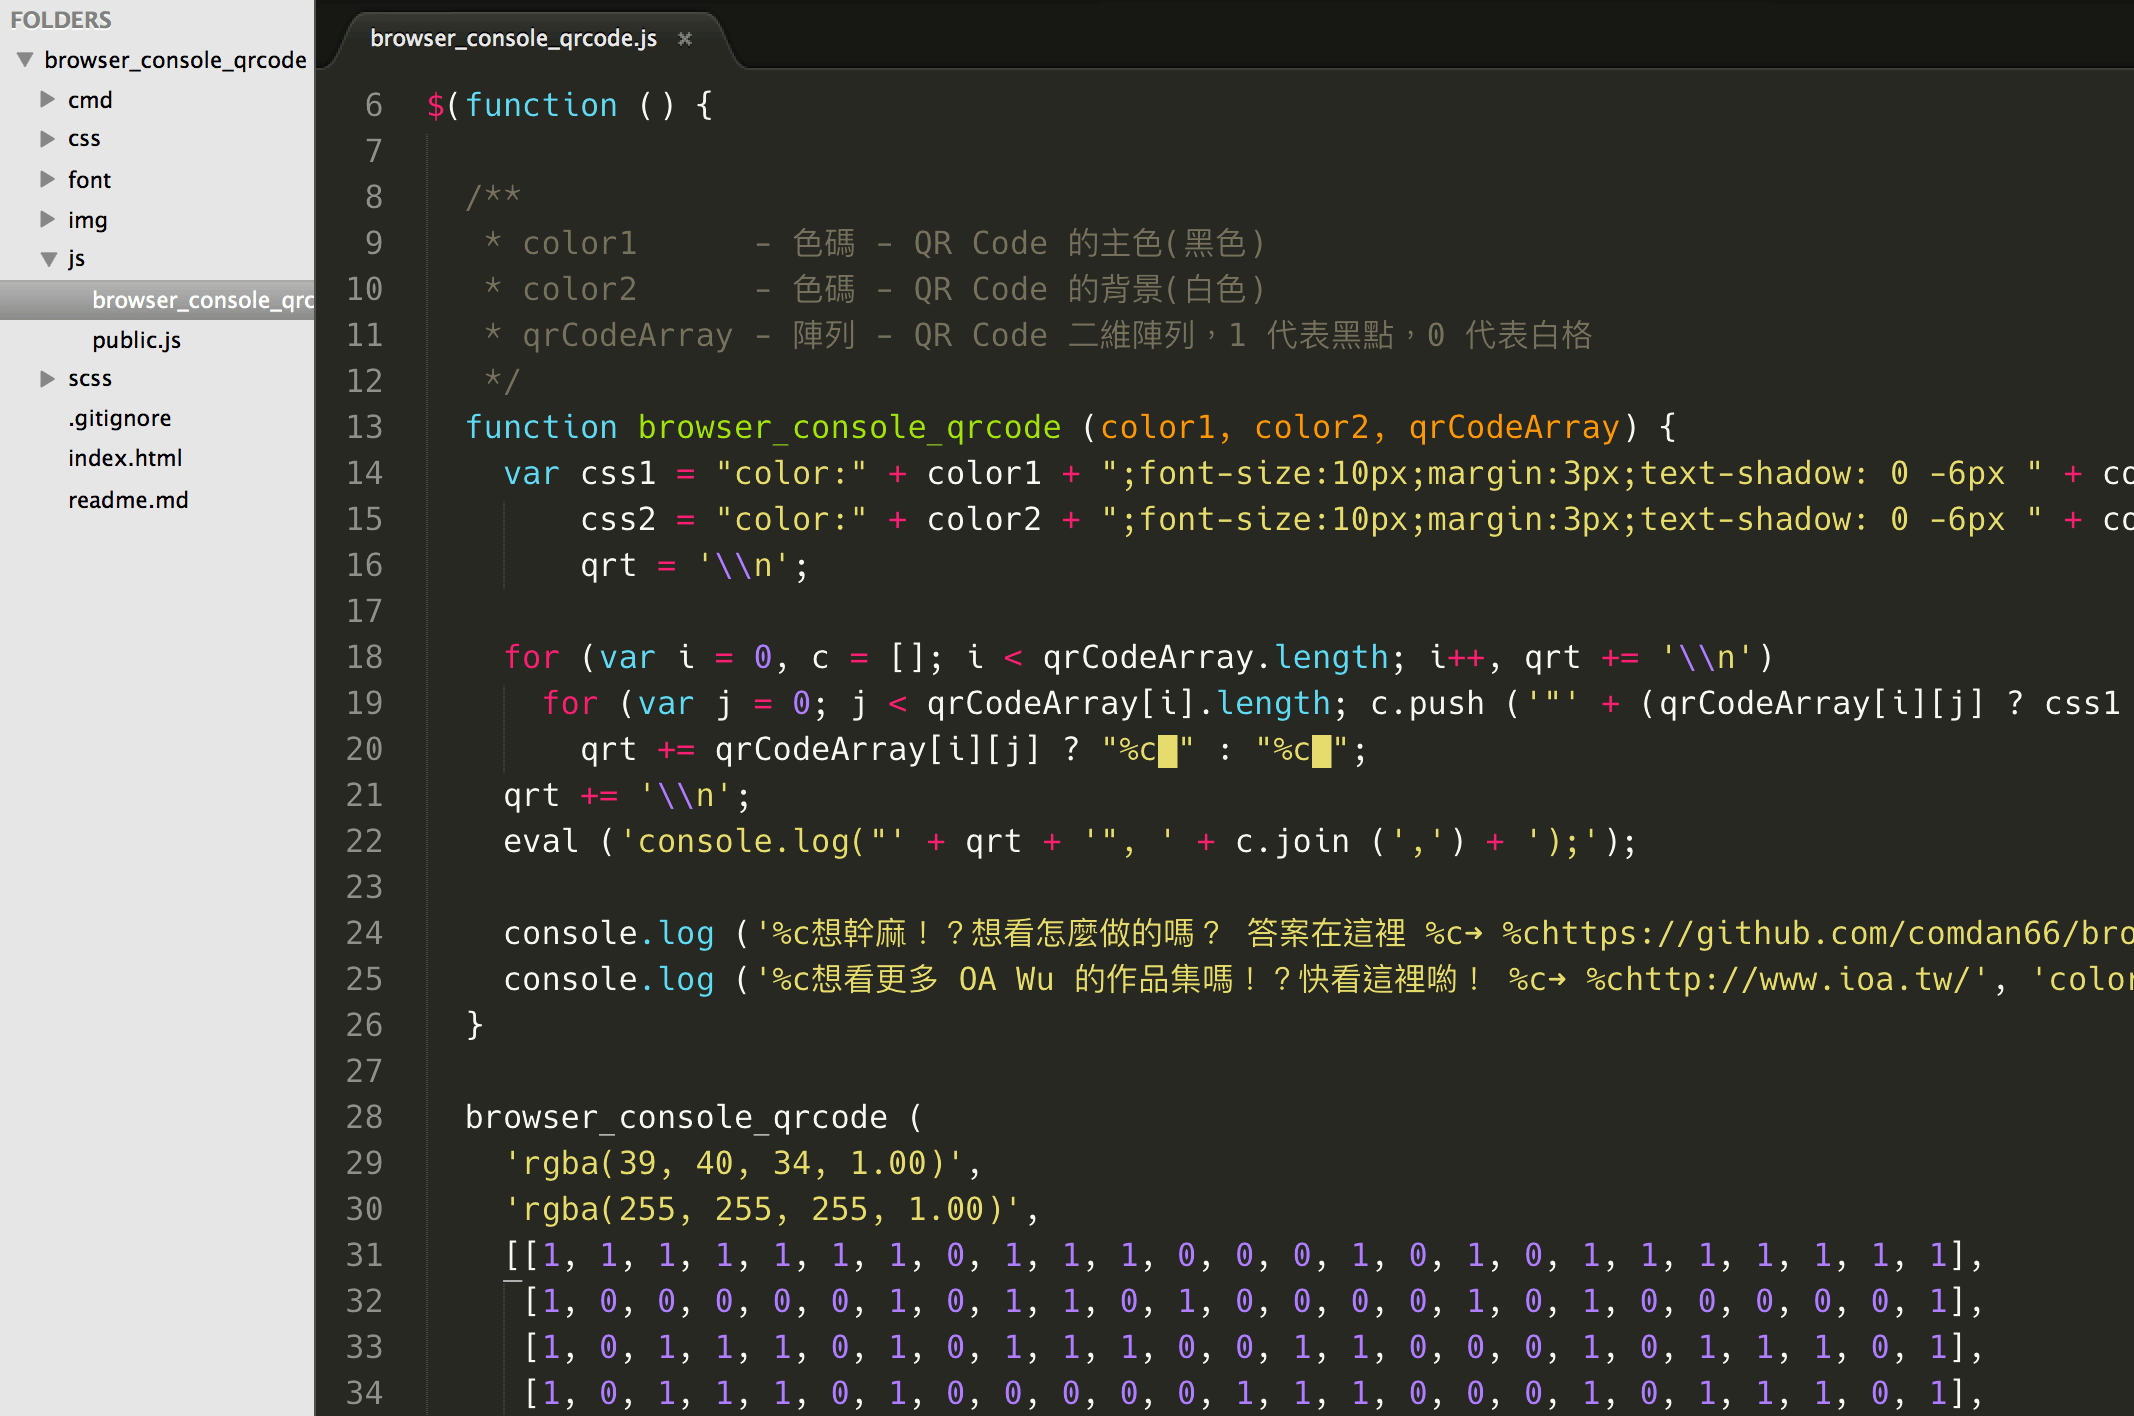 FOLDERS
browser_console_qrcode
cmd
css
font
img
js
browser_console_qrc
public.js
scss
.gitignore
index.html
readme.md
browser_console_qrcode.js ×
6 $(function () {
7
8 /**
9 * color1 - 色碼 - QR Code 的主色(黑色)
10 * color2 - 色碼 - QR Code 的背景(白色)
11 * qrCodeArray - 陣列 - QR Code 二維陣列，1 代表黑點，0 代表白格
12 */
13 function browser_console_qrcode (color1, color2, qrCodeArray) {
14 var css1 = "color:" + color1 + ";font-size:10px;margin:3px;text-shadow: 0 -6px " + co
15 css2 = "color:" + color2 + ";font-size:10px;margin:3px;text-shadow: 0 -6px " + co
16 qrt = '\\n';
17
18 for (var i = 0, c = []; i < qrCodeArray.length; i++, qrt += '\\n')
19 for (var j = 0; j < qrCodeArray[i].length; c.push ('"' + (qrCodeArray[i][j] ? css1
20 qrt += qrCodeArray[i][j] ? "%c█" : "%c█";
21 qrt += '\\n';
22 eval ('console.log("' + qrt + '", ' + c.join (',') + ');');
23
24 console.log ('%c想幹麻！？想看怎麼做的嗎？ 答案在這裡 %c➜ %chttps://github.com/comdan66/bro
25 console.log ('%c想看更多 OA Wu 的作品集嗎！？快看這裡喲！ %c➜ %chttp://www.ioa.tw/', 'color
26 }
27
28 browser_console_qrcode (
29 'rgba(39, 40, 34, 1.00)',
30 'rgba(255, 255, 255, 1.00)',
31 [[1, 1, 1, 1, 1, 1, 1, 0, 1, 1, 1, 0, 0, 0, 1, 0, 1, 0, 1, 1, 1, 1, 1, 1, 1],
32 [1, 0, 0, 0, 0, 0, 1, 0, 1, 1, 0, 1, 0, 0, 0, 0, 1, 0, 1, 0, 0, 0, 0, 0, 1],
33 [1, 0, 1, 1, 1, 0, 1, 0, 1, 1, 1, 0, 0, 1, 1, 0, 0, 0, 1, 0, 1, 1, 1, 0, 1],
34 [1, 0, 1, 1, 1, 0, 1, 0, 0, 0, 0, 0, 1, 1, 1, 0, 0, 0, 1, 0, 1, 1, 1, 0, 1],